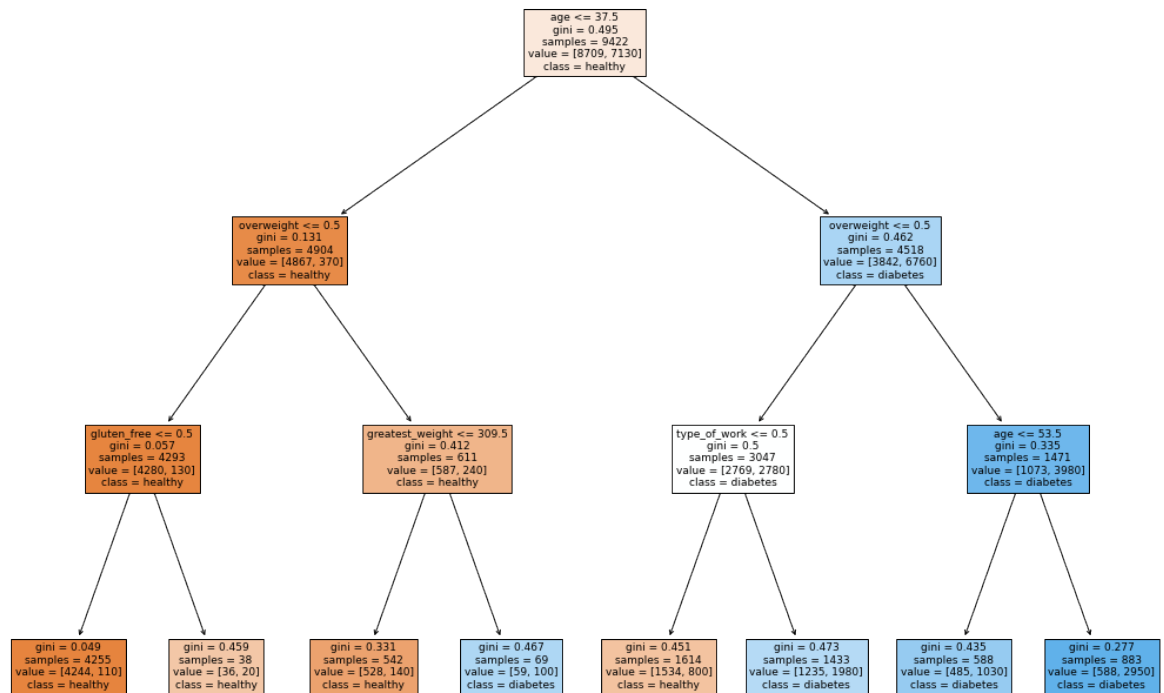 age <= 37.5
gini = 0.495
samples = 9422
value = [8709, 7130]
class = healthy
overweight <= 0.5
gini = 0.131
samples = 4904
value = [4867, 370]
class = healthy
overweight <= 0.5
gini = 0.462
samples = 4518
value = [3842, 6760]
class = diabetes
gluten_free <= 0.5
gini = 0.057
samples = 4293
value = [4280, 130]
class = healthy
greatest_weight <= 309.5
gini = 0.412
samples = 611
value = [587, 240]
class = healthy
type_of_work <= 0.5
gini = 0.5
samples = 3047
value = [2769, 2780]
class = diabetes
age <= 53.5
gini = 0.335
samples = 1471
value = [1073, 3980]
class = diabetes
gini = 0.049
samples = 4255
value = [4244, 110]
class = healthy
gini = 0.459
samples = 38
value = [36, 20]
class = healthy
gini = 0.331
samples = 542
value = [528, 140]
class = healthy
gini = 0.467
samples = 69
value = [59, 100]
class = diabetes
gini = 0.451
samples = 1614
value = [1534, 800]
class = healthy
gini = 0.473
samples = 1433
value = [1235, 1980]
class = diabetes
gini = 0.435
samples = 588
value = [485, 1030]
class = diabetes
gini = 0.277
samples = 883
value = [588, 2950]
class = diabetes